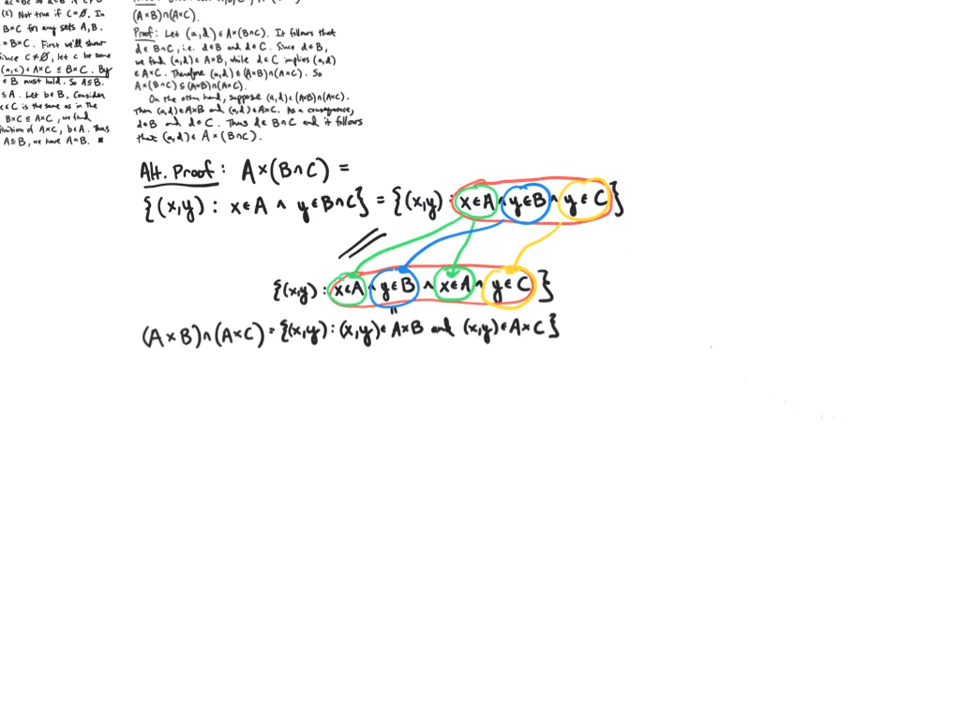 (2) Not true if C=Ø. In
B×C for any sets A,B.
= B×C. First we'll show
Since C≠Ø, let c be some
(a,c) ∈ A×C ⊆ B×C. By
∈ B must hold. So A⊆B.
⊆ A. Let b∈B. Consider
c∈C is the same as in the
B×C ⊆ A×C, we find
finition of A×C, b∈A. Thus
A⊆B, we have A=B. ■
(A×B)∩(A×C).
Proof: Let (a,d) ∈ A×(B∩C). It follows that
d∈B∩C, i.e. d∈B and d∈C. Since d∈B,
we find (a,d) ∈ A×B, while d∈C implies (a,d)
∈ A×C. Therefore (a,d) ∈ (A×B)∩(A×C). So
A×(B∩C) ⊆ (A×B)∩(A×C).
On the other hand, suppose (a,d) ∈ (A×B)∩(A×C).
Then (a,d)∈A×B and (a,d)∈A×C. As a consequence,
d∈B and d∈C. Thus d∈B∩C and it follows
that (a,d) ∈ A×(B∩C).
Alt. Proof: A×(B∩C) =
{(x,y) : x∈A ∧ y∈B∩C} = {(x,y) : x∈A ∧ y∈B ∧ y∈C}
{(x,y) : x∈A ∧ y∈B ∧ x∈A ∧ y∈C}
(A×B)∩(A×C) = {(x,y) : (x,y)∈ A×B and (x,y)∈A×C}